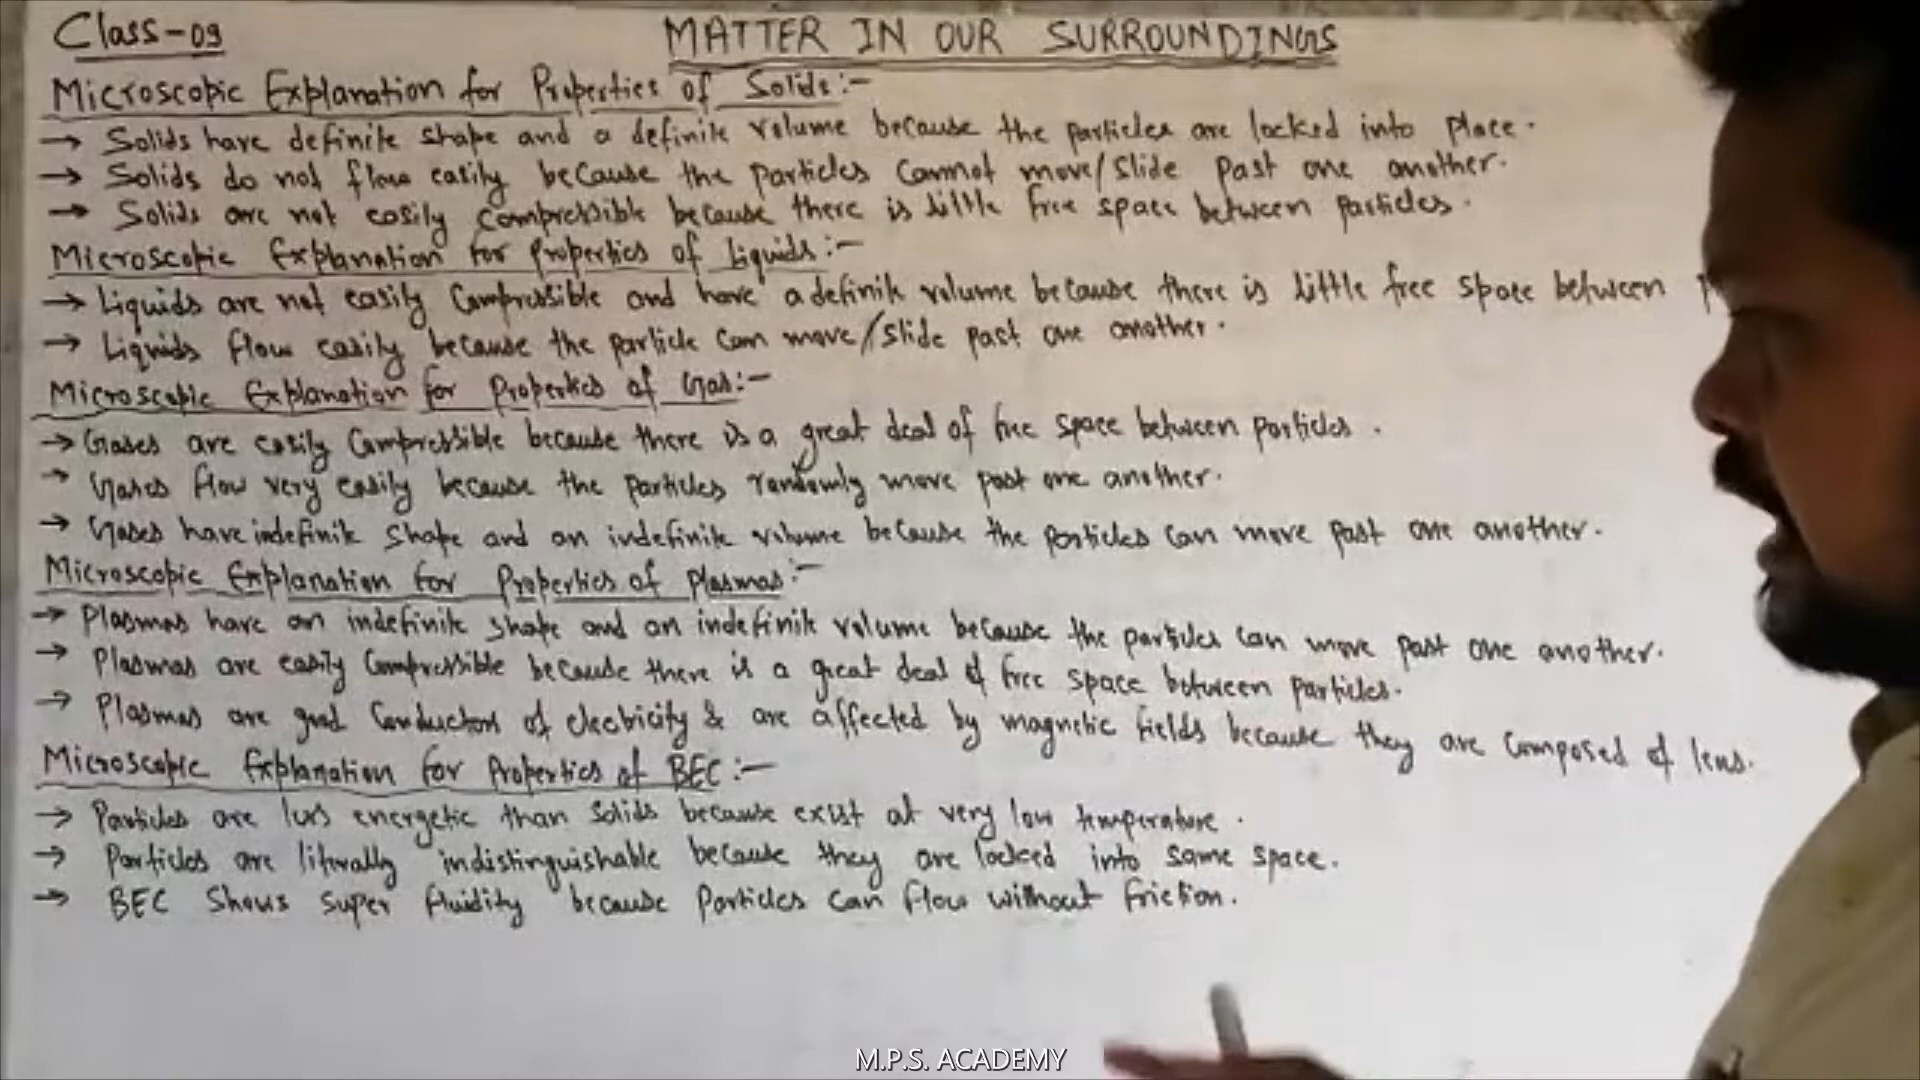 Class-09
MATTER IN OUR SURROUNDINGS
Microscopic Explanation for Properties of Solids:-
→ Solids have definite shape and a definite volume because the particles are locked into place.
→ Solids do not flow easily because the particles cannot move/slide past one another.
→ Solids are not easily compressible because there is little free space between particles.
Microscopic Explanation for Properties of Liquids:-
→ Liquids are not easily compressible and have a definite volume because there is little free space between
→ Liquids flow easily because the particle can move/slide past one another.
Microscopic Explanation for Properties of Gas:-
→ Gases are easily compressible because there is a great deal of free space between particles.
→ Gases flow very easily because the particles randomly move past one another.
→ Gases have indefinite shape and an indefinite volume because the particles can move past one another.
Microscopic Explanation for Properties of Plasmas:-
→ Plasmas have an indefinite shape and an indefinite volume because the particles can move past one another.
→ Plasmas are easily compressible because there is a great deal of free space between particles.
→ Plasmas are good conductors of electricity & are affected by magnetic fields because they are composed of Ions.
Microscopic Explanation for Properties of BEC:-
→ Particles are less energetic than solids because exist at very low temperature.
→ Particles are literally indistinguishable because they are locked into same space.
→ BEC shows super fluidity because particles can flow without friction.
M.P.S. ACADEMY